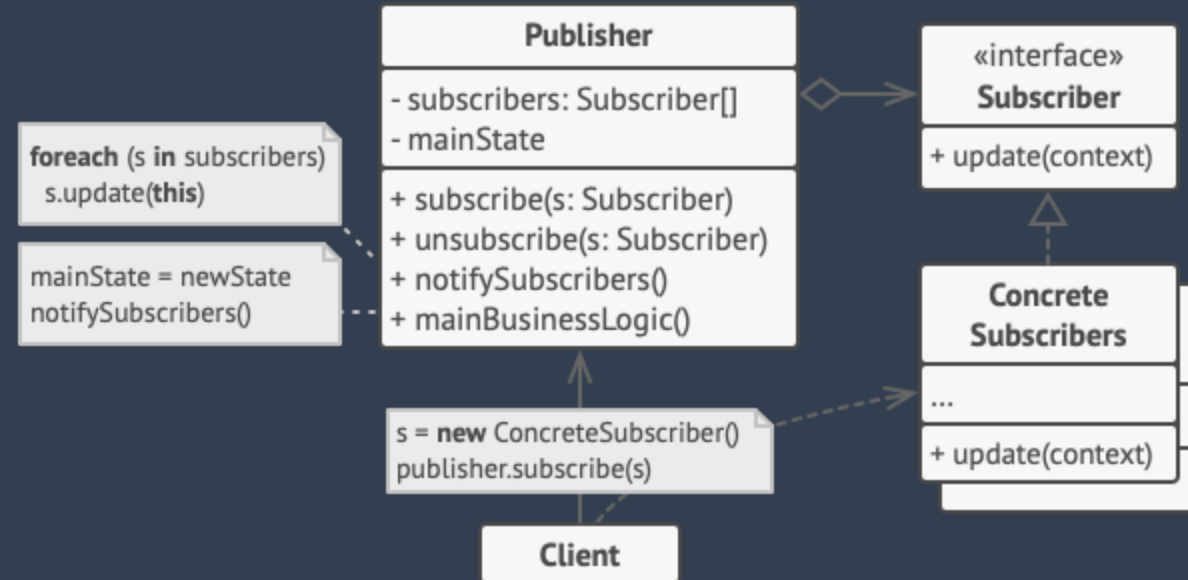 Publisher
- subscribers: Subscriber[]
- mainState
+ subscribe(s: Subscriber)
+ unsubscribe(s: Subscriber)
+ notifySubscribers()
+ mainBusinessLogic()
«interface»
Subscriber
+ update(context)
foreach (s in subscribers)
s.update(this)
mainState = newState
notifySubscribers()
Concrete
Subscribers
...
+ update(context)
s = new ConcreteSubscriber()
publisher.subscribe(s)
Client